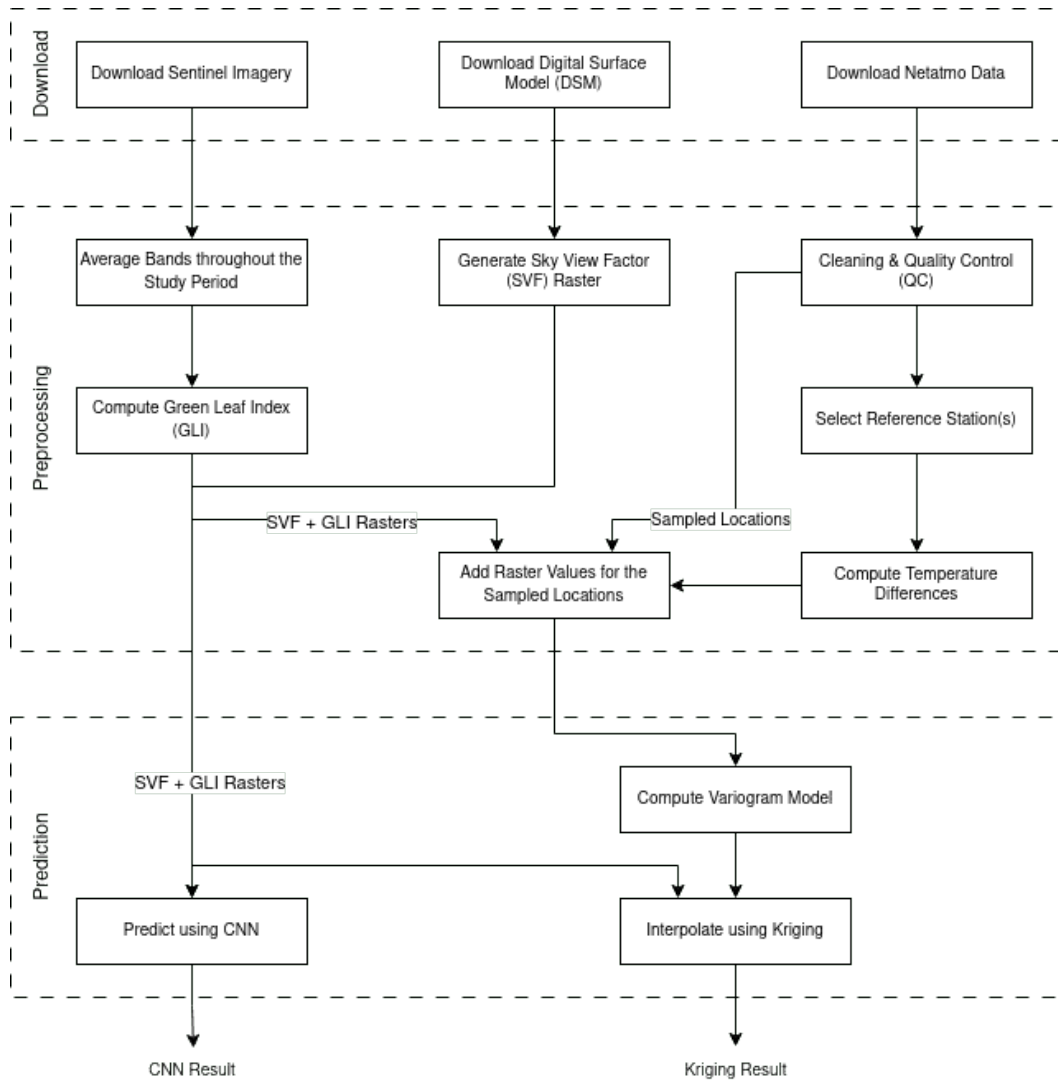 Download
Download Sentinel Imagery
Download Digital Surface
Model (DSM)
Download Netatmo Data
Preprocessing
Average Bands throughout the
Study Period
Generate Sky View Factor
(SVF) Raster
Cleaning & Quality Control
(QC)
Compute Green Leaf Index
(GLI)
Select Reference Station(s)
SVF + GLI Rasters
Sampled Locations
Add Raster Values for the
Sampled Locations
Compute Temperature
Differences
Prediction
SVF + GLI Rasters
Compute Variogram Model
Predict using CNN
Interpolate using Kriging
CNN Result
Kriging Result